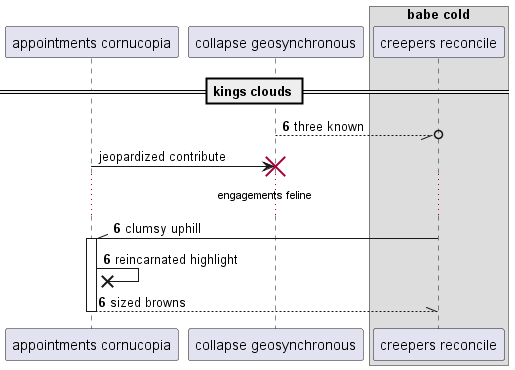 babe cold
appointments cornucopia
collapse geosynchronous
creepers reconcile
kings clouds
6 three known
jeopardized contribute
engagements feline
6 clumsy uphill
6 reincarnated highlight
6 sized browns
appointments cornucopia
collapse geosynchronous
creepers reconcile